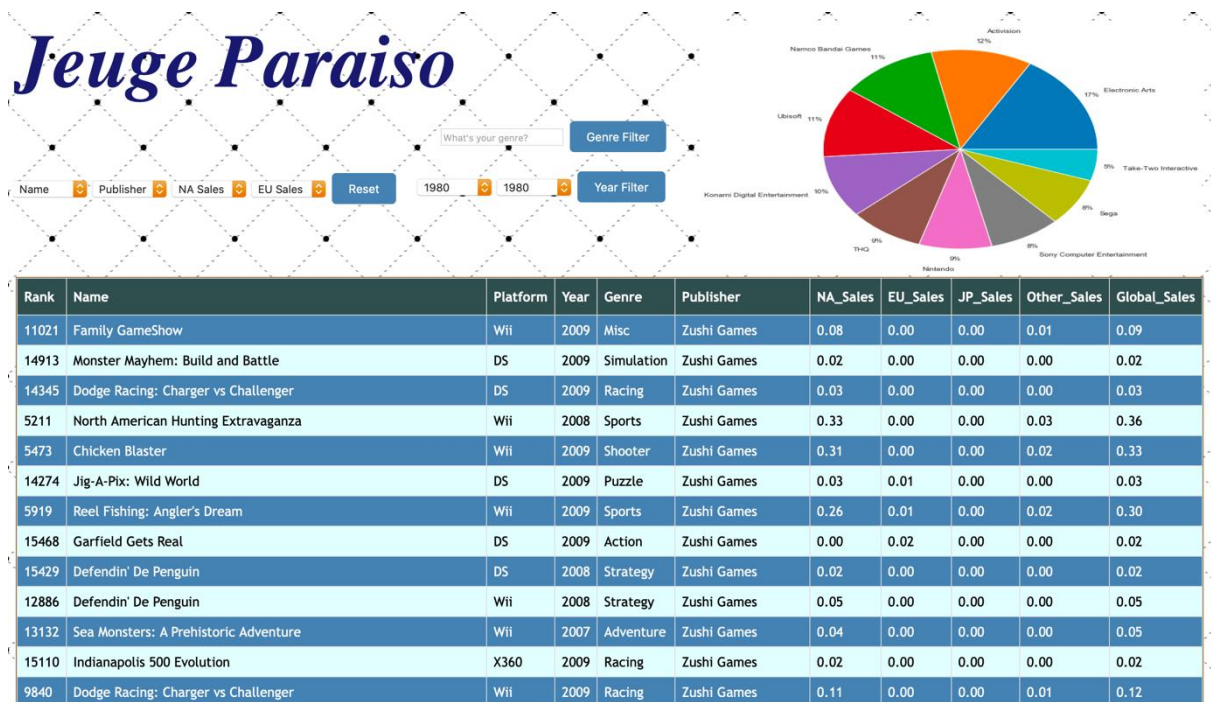 Jeuge Paraiso
What's your genre? Genre Filter
Name Publisher NA Sales EU Sales Reset 1980 _ 1980 _ Year Filter
Activision
12%
Namco Bandai Games
11%
17% Electronic Arts
Ubisoft 11%
5% Take-Two Interactive
Konami Digital Entertainment 10%
8%
Sega
9%
THQ
8%
Sony Computer Entertainment
9%
Nintendo
Rank Name Platform Year Genre Publisher NA_Sales EU_Sales JP_Sales Other_Sales Global_Sales
11021 Family GameShow Wii 2009 Misc Zushi Games 0.08 0.00 0.00 0.01 0.09
14913 Monster Mayhem: Build and Battle DS 2009 Simulation Zushi Games 0.02 0.00 0.00 0.00 0.02
14345 Dodge Racing: Charger vs Challenger DS 2009 Racing Zushi Games 0.03 0.00 0.00 0.00 0.03
5211 North American Hunting Extravaganza Wii 2008 Sports Zushi Games 0.33 0.00 0.00 0.03 0.36
5473 Chicken Blaster Wii 2009 Shooter Zushi Games 0.31 0.00 0.00 0.02 0.33
14274 Jig-A-Pix: Wild World DS 2009 Puzzle Zushi Games 0.03 0.01 0.00 0.00 0.03
5919 Reel Fishing: Angler's Dream Wii 2009 Sports Zushi Games 0.26 0.01 0.00 0.02 0.30
15468 Garfield Gets Real DS 2009 Action Zushi Games 0.00 0.02 0.00 0.00 0.02
15429 Defendin' De Penguin DS 2008 Strategy Zushi Games 0.02 0.00 0.00 0.00 0.02
12886 Defendin' De Penguin Wii 2008 Strategy Zushi Games 0.05 0.00 0.00 0.00 0.05
13132 Sea Monsters: A Prehistoric Adventure Wii 2007 Adventure Zushi Games 0.04 0.00 0.00 0.00 0.05
15110 Indianapolis 500 Evolution X360 2009 Racing Zushi Games 0.02 0.00 0.00 0.00 0.02
9840 Dodge Racing: Charger vs Challenger Wii 2009 Racing Zushi Games 0.11 0.00 0.00 0.01 0.12